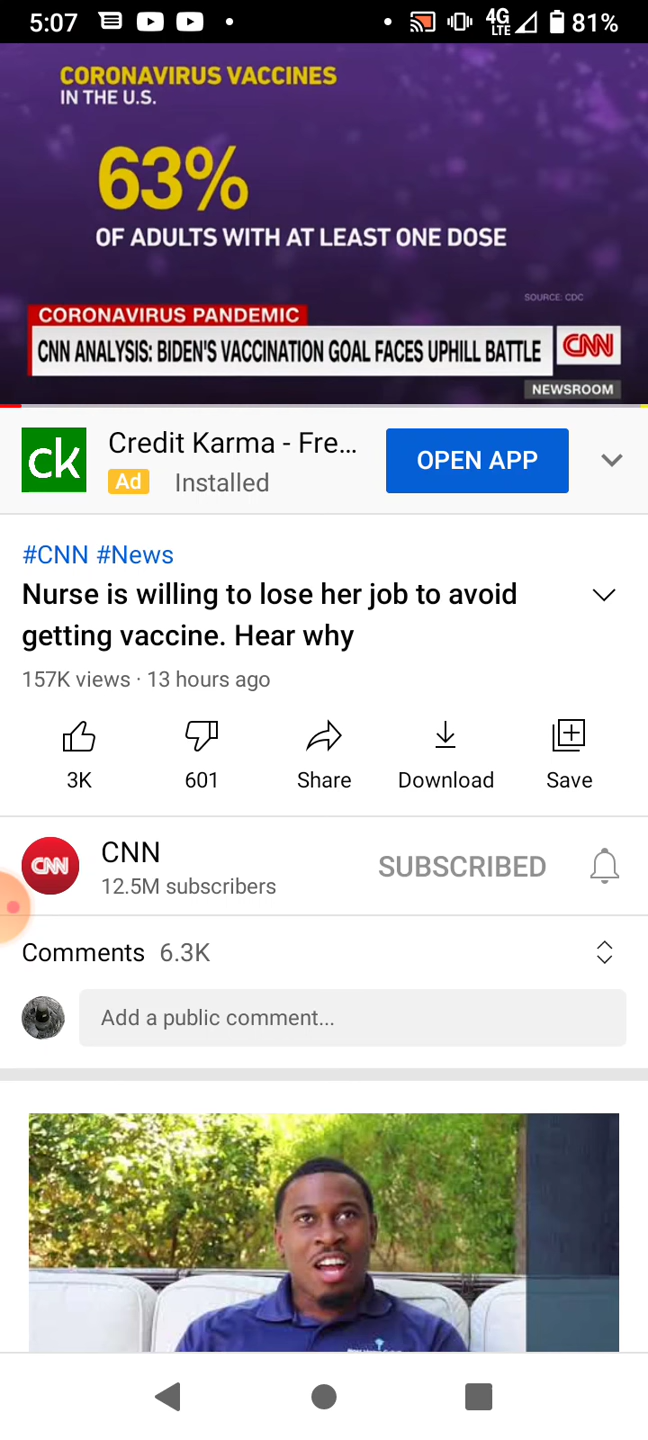 5:07 4G LTE 81%
CORONAVIRUS VACCINES
IN THE U.S.
63%
OF ADULTS WITH AT LEAST ONE DOSE
SOURCE: CDC
CORONAVIRUS PANDEMIC
CNN ANALYSIS: BIDEN'S VACCINATION GOAL FACES UPHILL BATTLE CNN
NEWSROOM
ck Credit Karma - Fre... OPEN APP
Ad Installed
#CNN #News
Nurse is willing to lose her job to avoid
getting vaccine. Hear why
157K views · 13 hours ago
3K 601 Share Download Save
CNN CNN SUBSCRIBED
12.5M subscribers
Comments 6.3K
Add a public comment...